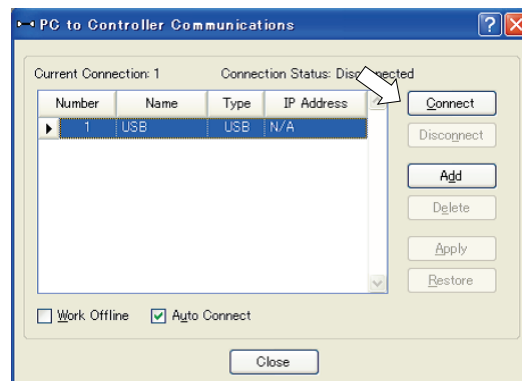 PC to Controller Communications
Current Connection: 1 Connection Status: Disconnected
Number Name Type IP Address
1 USB USB N/A
Connect
Disconnect
Add
Delete
Apply
Restore
Work Offline Auto Connect
Close